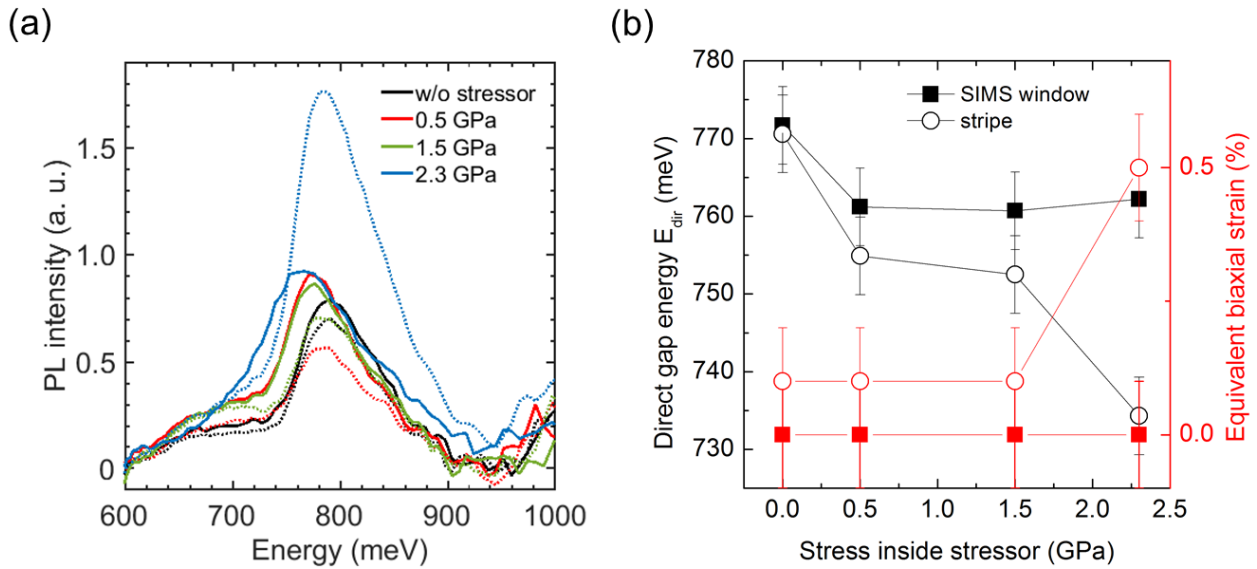 (a)
PL intensity (a. u.)
1.5
1.0
0.5
0
w/o stressor
0.5 GPa
1.5 GPa
2.3 GPa
600 700 800 900 1000
Energy (meV)
(b)
Direct gap energy E_dir (meV)
780
770
760
750
740
730
SIMS window
stripe
0.5
0.0
Equivalent biaxial strain (%)
0.0 0.5 1.0 1.5 2.0 2.5
Stress inside stressor (GPa)